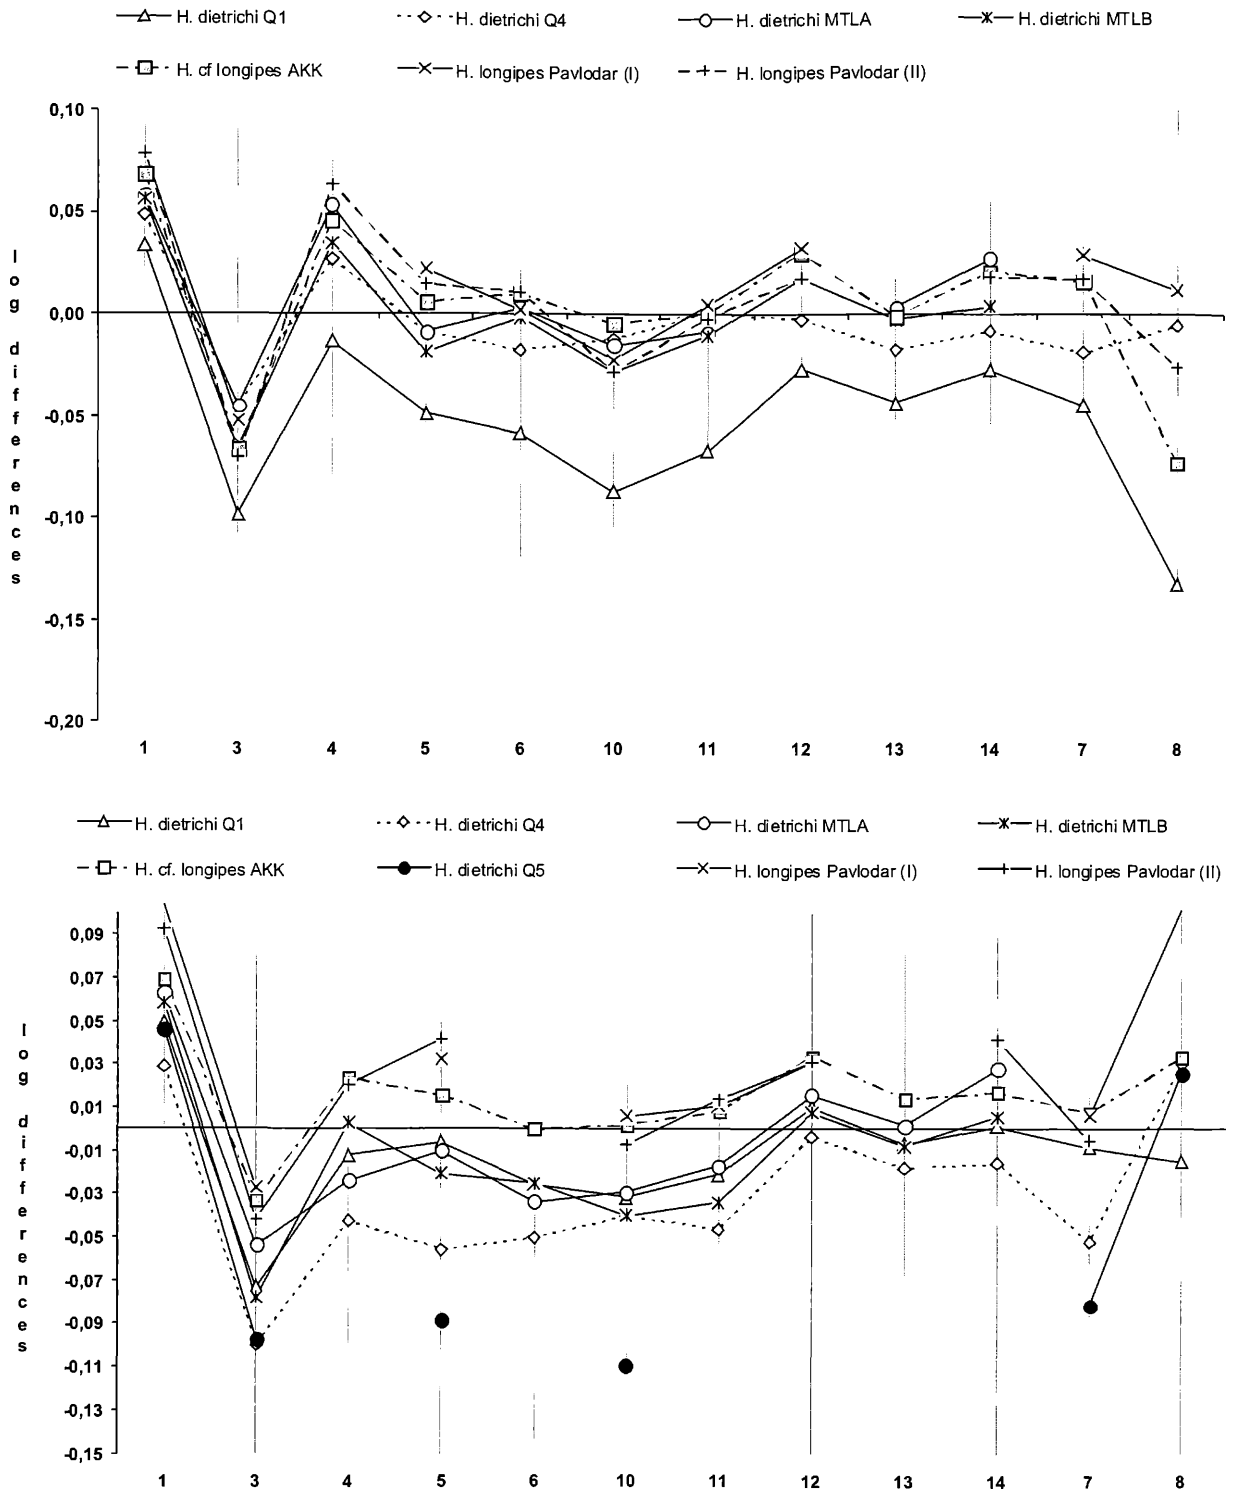 H. dietrichi Q1 H. dietrichi Q4 H. dietrichi MTLA H. dietrichi MTLB
H. cf longipes AKK H. longipes Pavlodar (I) H. longipes Pavlodar (II)
0,10
0,05
0,00
-0,05
-0,10
-0,15
-0,20
log differences
1 3 4 5 6 10 11 12 13 14 7 8
H. dietrichi Q1 H. dietrichi Q4 H. dietrichi MTLA H. dietrichi MTLB
H. cf. longipes AKK H. dietrichi Q5 H. longipes Pavlodar (I) H. longipes Pavlodar (II)
0,09
0,07
0,05
0,03
0,01
-0,01
-0,03
-0,05
-0,07
-0,09
-0,11
-0,13
-0,15
log differences
1 3 4 5 6 10 11 12 13 14 7 8